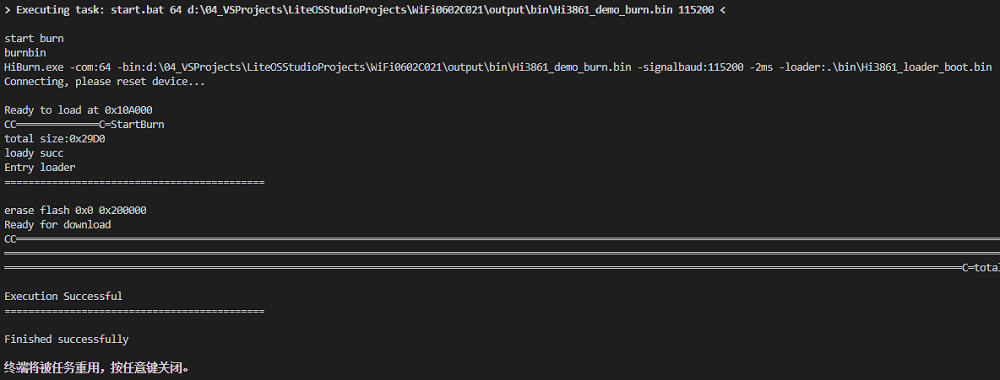 > Executing task: start.bat 64 d:\04_VSProjects\LiteOSStudioProjects\WiFi0602C021\output\bin\Hi3861_demo_burn.bin 115200 <
start burn
burnbin
HiBurn.exe -com:64 -bin:d:\04_VSProjects\LiteOSStudioProjects\WiFi0602C021\output\bin\Hi3861_demo_burn.bin -signalbaud:115200 -2ms -loader:.\bin\Hi3861_loader_boot.bin
Connecting, please reset device...
Ready to load at 0x10A000
CC══════════════C=StartBurn
total size:0x29D0
loady succ
Entry loader
============================================
erase flash 0x0 0x200000
Ready for download
CC══════════════════════════════════════════
════════════════════════════════════════════
════════════════════════════════════════════C=total
Execution Successful
============================================
Finished successfully
终端将被任务重用，按任意键关闭。